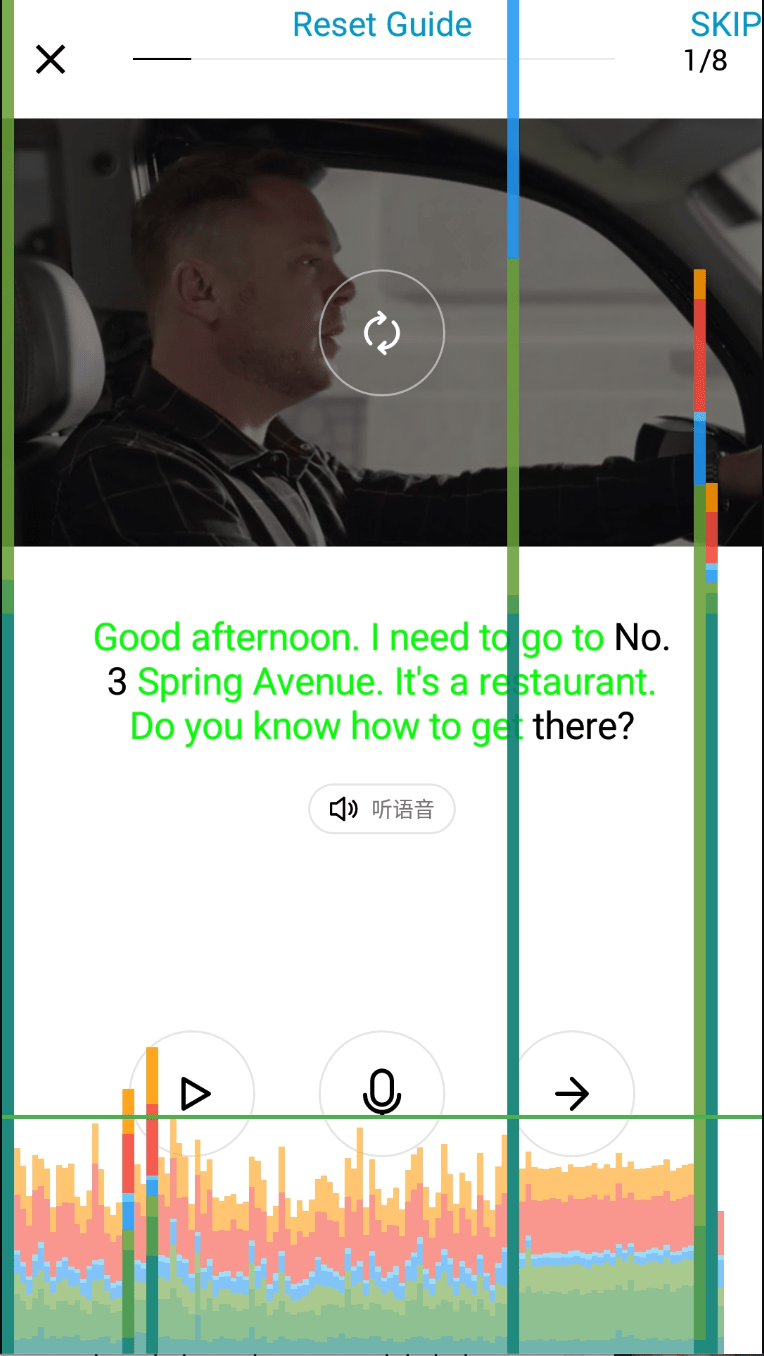 Reset Guide
SKIP
1/8
Good afternoon. I need to go to No.
3 Spring Avenue. It's a restaurant.
Do you know how to get there?
听语音